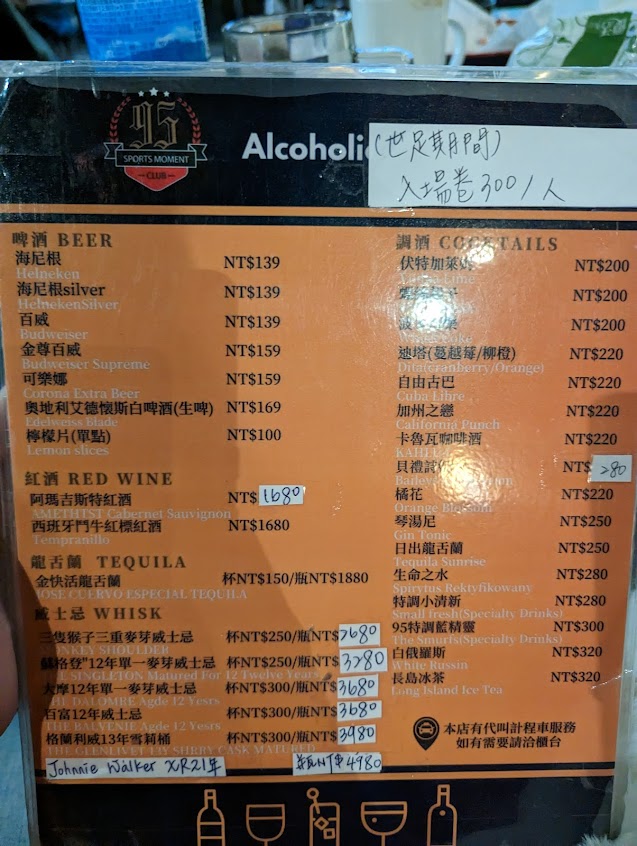 95
SPORTS MOMENT
CLUB
Alcoholi
(世足期間)
入場卷300/人
啤酒 BEER
海尼根 NT$139
Heineken
海尼根silver NT$139
HeinekenSilver
百威 NT$139
Budweiser
金尊百威 NT$159
Budweiser Supreme
可樂娜 NT$159
Corona Extra Beer
奧地利艾德懷斯白啤酒(生啤) NT$169
Edelweiss Blade
檸檬片(單點) NT$100
Lemon slices
紅酒 RED WINE
阿瑪吉斯特紅酒 NT$1680
AMETHTST Cabernet Sauvignon
西班牙鬥牛紅標紅酒 NT$1680
Tempranillo
龍舌蘭 TEQUILA
金快活龍舌蘭 杯NT$150/瓶NT$1880
JOSE CUERVO ESPECIAL TEQUILA
威士忌 WHISK
三隻猴子三重麥芽威士忌 杯NT$250/瓶NT$2680
MONKEY SHOULDER
蘇格登"12年單一麥芽威士忌 杯NT$250/瓶NT$3280
THE SINGLETON Matured For 12 Twelve Years
大摩12年單一麥芽威士忌 杯NT$300/瓶NT$3680
THE DALOMRE Agde 12 Yesrs
百富12年威士忌 杯NT$300/瓶NT$3680
THE BALVENIE Agde 12 Yesrs
格蘭利威13年雪莉桶 杯NT$300/瓶NT$3980
THE GLENLIVET 13Y SHRRY CASK MATURED
Johnnie Walker XR21年 瓶NT$4980
調酒 COCKTAILS
伏特加萊姆 NT$200
Lime
NT$200
NT$200
Coke
迪塔(蔓越莓/柳橙) NT$220
Dita(cranberry/Orange)
自由古巴 NT$220
Cuba Libre
加州之戀 NT$220
California Punch
卡魯瓦咖啡酒 NT$220
KAHLUA
貝禮詩 NT$280
Baileys
橘花 NT$220
Orange Blossom
琴湯尼 NT$250
Gin Tonic
日出龍舌蘭 NT$250
Tequila Sunrise
生命之水 NT$280
Spirytus Rektyfikowany
特調小清新 NT$280
Small fresh(Specialty Drinks)
95特調藍精靈 NT$300
The Smurfs(Specialty Drinks)
白俄羅斯 NT$320
White Russin
長島冰茶 NT$320
Long Island Ice Tea
本店有代叫計程車服務
如有需要請洽櫃台